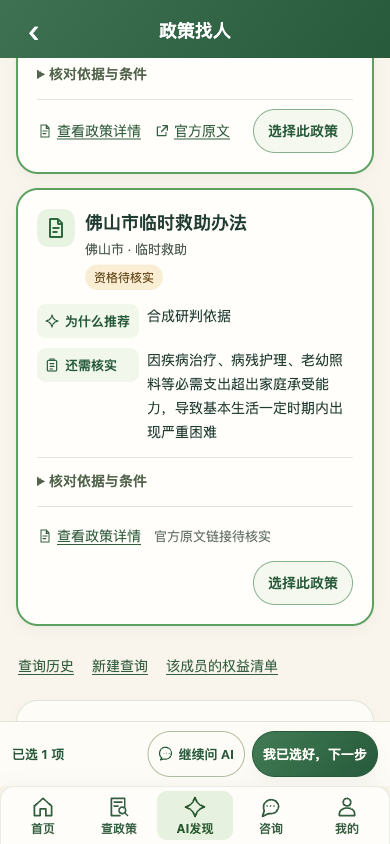 政策找人
核对依据与条件
查看政策详情 官方原文 选择此政策
佛山市临时救助办法
佛山市 · 临时救助
资格待核实
为什么推荐 合成研判依据
还需核实 因疾病治疗、病残护理、老幼照
料等必需支出超出家庭承受能
力，导致基本生活一定时期内出
现严重困难
核对依据与条件
查看政策详情 官方原文链接待核实
选择此政策
查询历史 新建查询 该成员的权益清单
已选 1 项 继续问 AI 我已选好，下一步
首页 查政策 AI发现 咨询 我的